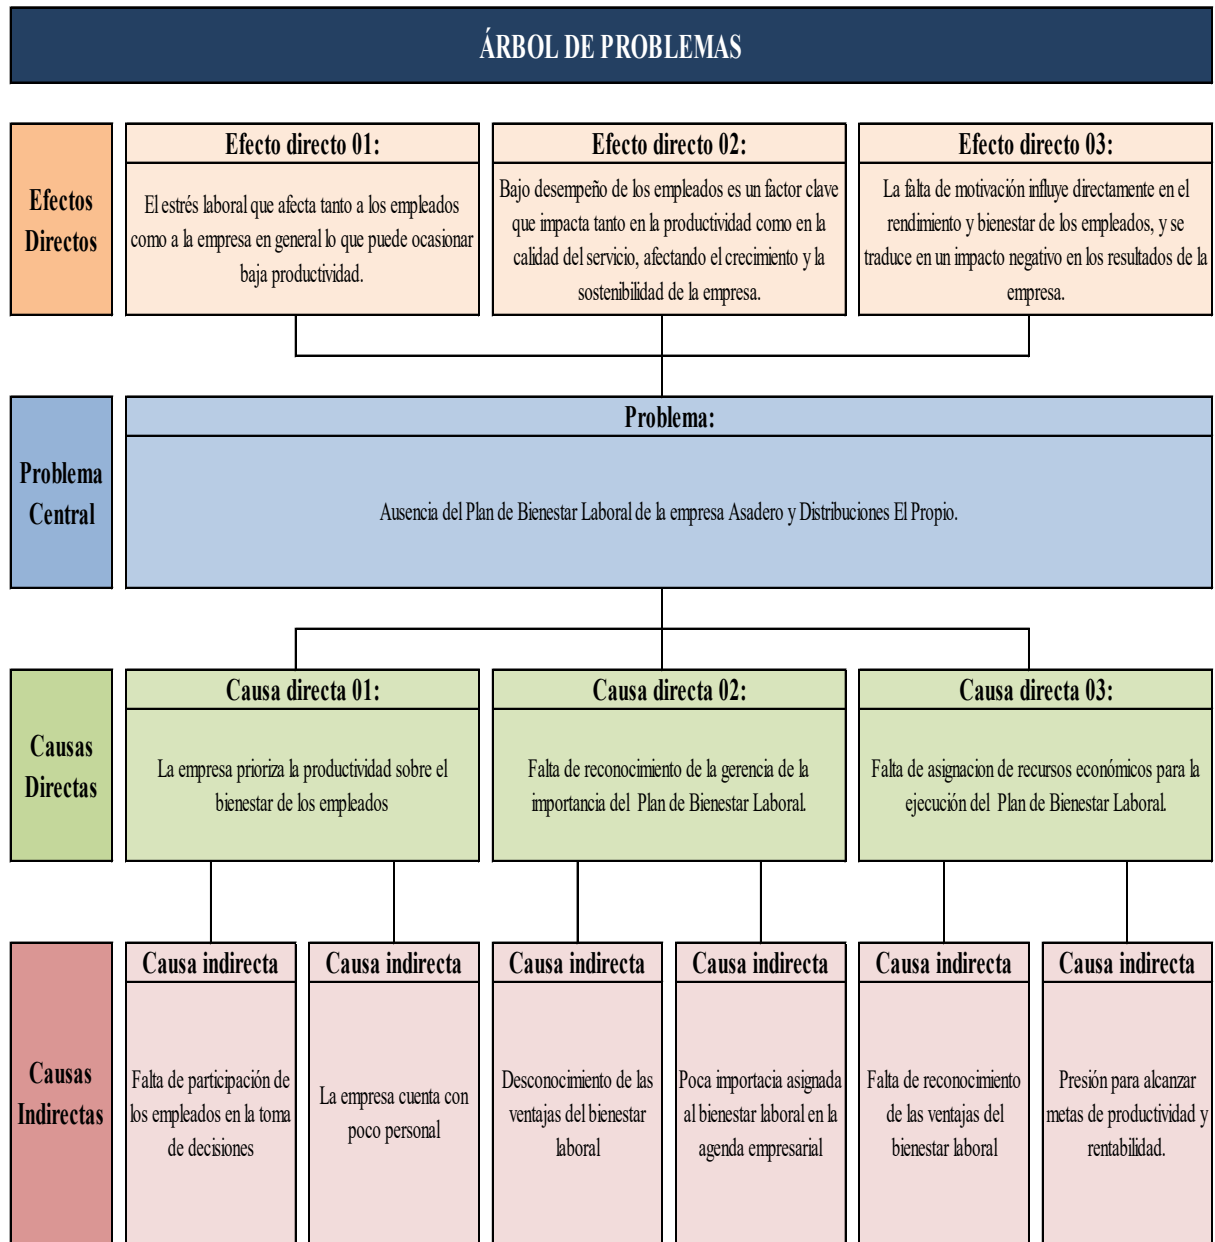 ÁRBOL DE PROBLEMAS
Efectos
Directos
Efecto directo 01:
El estrés laboral que afecta tanto a los empleados
como a la empresa en general lo que puede ocasionar
baja productividad.
Efecto directo 02:
Bajo desempeño de los empleados es un factor clave
que impacta tanto en la productividad como en la
calidad del servicio, afectando el crecimiento y la
sostenibilidad de la empresa.
Efecto directo 03:
La falta de motivación influye directamente en el
rendimiento y bienestar de los empleados, y se
traduce en un impacto negativo en los resultados de la
empresa.
Problema
Central
Problema:
Ausencia del Plan de Bienestar Laboral de la empresa Asadero y Distribuciones El Propio.
Causas
Directas
Causa directa 01:
La empresa prioriza la productividad sobre el
bienestar de los empleados
Causa directa 02:
Falta de reconocimiento de la gerencia de la
importancia del Plan de Bienestar Laboral.
Causa directa 03:
Falta de asignacion de recursos económicos para la
ejecución del Plan de Bienestar Laboral.
Causas
Indirectas
Causa indirecta
Falta de participación de
los empleados en la toma
de decisiones
Causa indirecta
La empresa cuenta con
poco personal
Causa indirecta
Desconocimiento de las
ventajas del bienestar
laboral
Causa indirecta
Poca importacia asignada
al bienestar laboral en la
agenda empresarial
Causa indirecta
Falta de reconocimiento
de las ventajas del
bienestar laboral
Causa indirecta
Presión para alcanzar
metas de productividad y
rentabilidad.